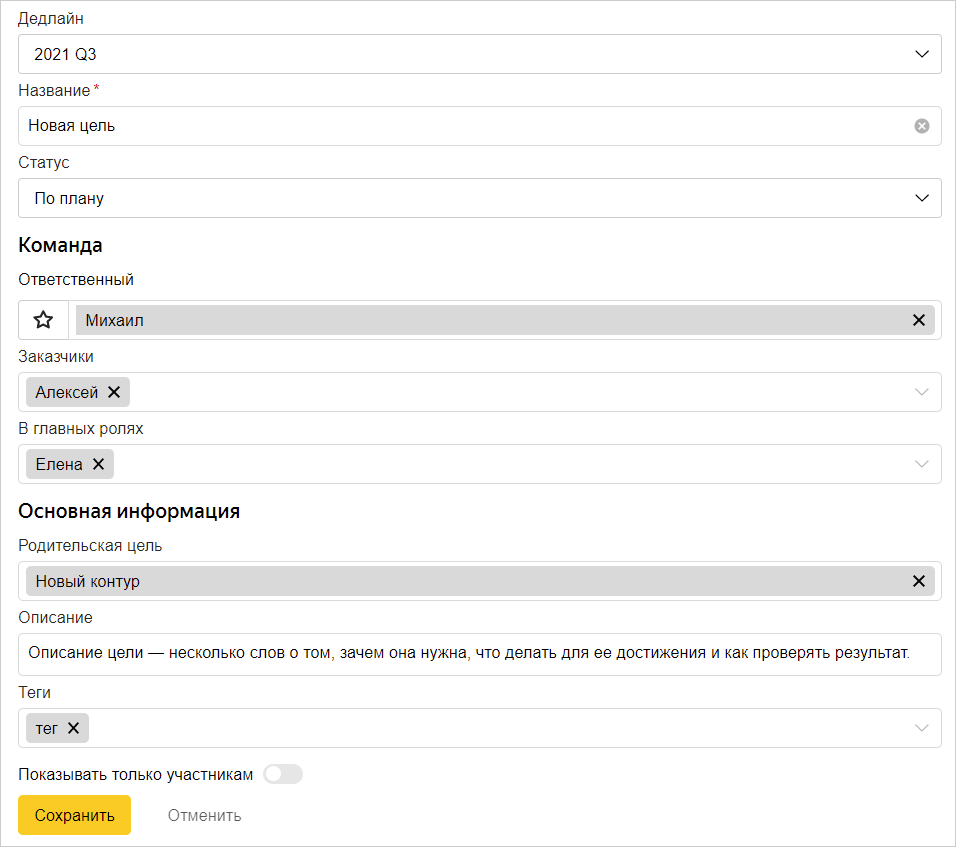 Дедлайн
2021 Q3
Название*
Новая цель
Статус
По плану
Команда
Ответственный
Михаил
Заказчики
Алексей
В главных ролях
Елена
Основная информация
Родительская цель
Новый контур
Описание
Описание цели — несколько слов о том, зачем она нужна, что делать для ее достижения и как проверять результат.
Теги
тег
Показывать только участникам
Сохранить Отменить